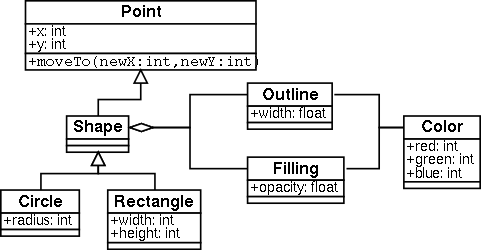 Point
+x: int
+y: int
+moveTo(newX:int,newY:int
Outline
+width: float
Shape
Color
+red: int
+green: int
+blue: int
Filling
+opacity: float
Circle
+radius: int
Rectangle
+width: int
+height: int